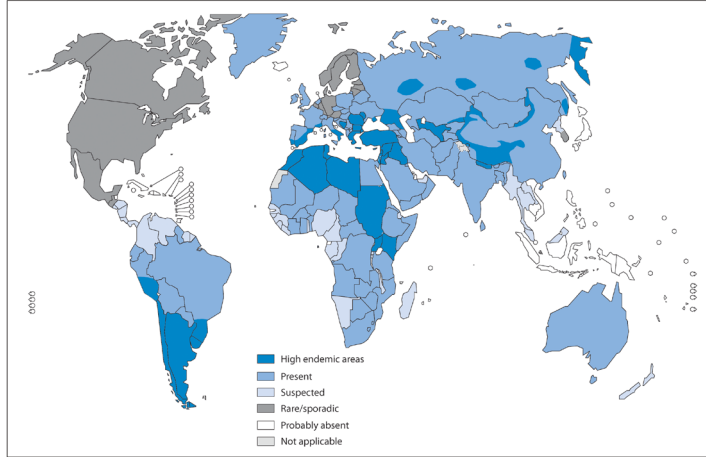 High endemic areas
Present
Suspected
Rare/sporadic
Probably absent
Not applicable